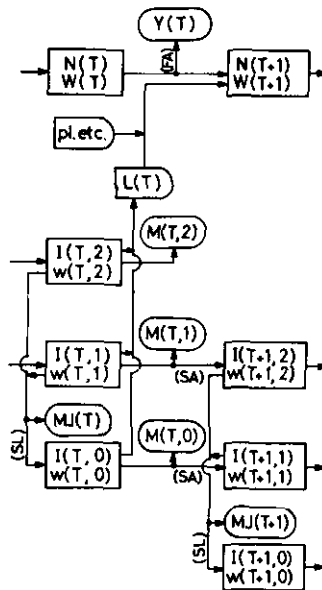 Y(T)
N(T)
W(T)
(FA)
N(T+1)
W(T+1)
pl.etc.
L(T)
I(T,2)
w(T,2)
M(T,2)
I(T,1)
w(T,1)
M(T,1)
(SA)
I(T+1,2)
w(T+1,2)
MJ(T)
(SL)
I(T,0)
w(T,0)
M(T,0)
(SA)
I(T+1,1)
w(T+1,1)
MJ(T+1)
(SL)
I(T+1,0)
w(T+1,0)